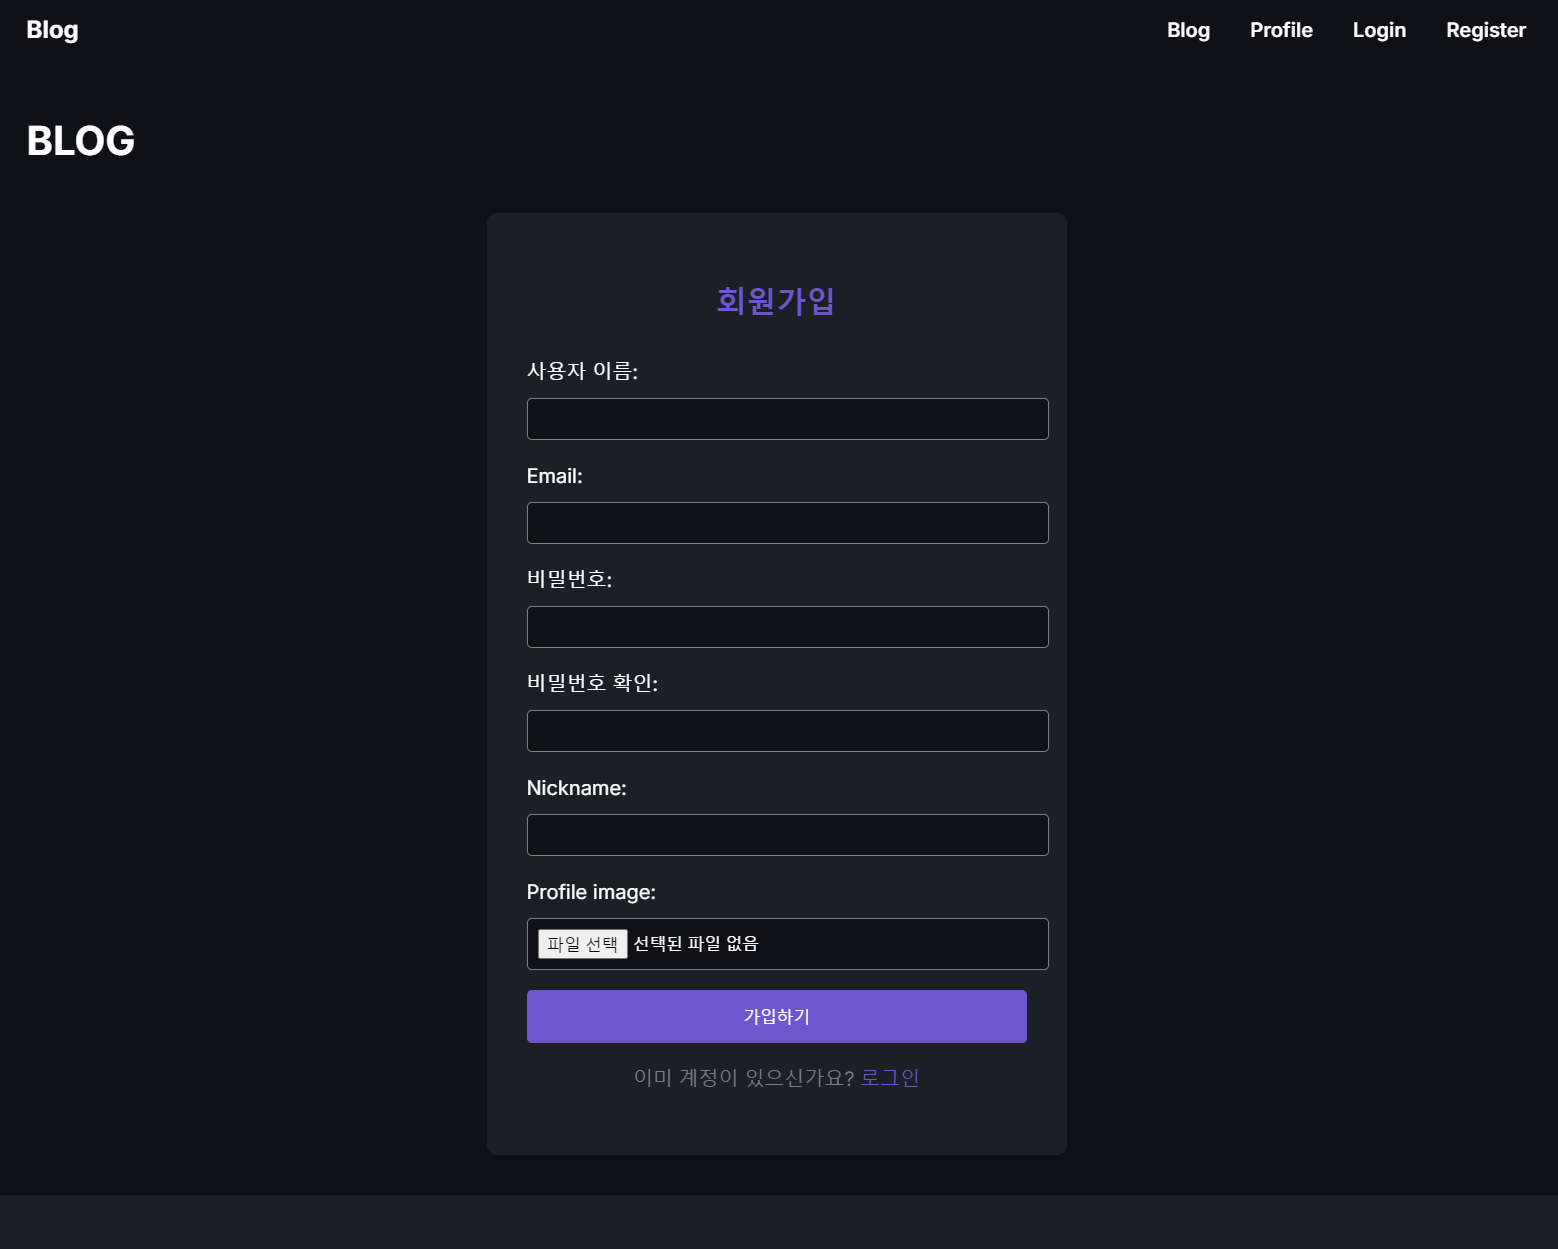 Blog Blog Profile Login Register
BLOG
회원가입
사용자 이름:
Email:
비밀번호:
비밀번호 확인:
Nickname:
Profile image:
파일 선택 선택된 파일 없음
가입하기
이미 계정이 있으신가요? 로그인